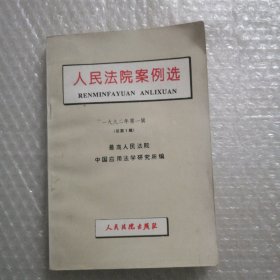 人民法院案例选
RENMINFAYUAN ANLIXUAN
一九九二年第一辑
(总第1辑)
最高人民法院
中国应用法学研究所编
人民法院出版社